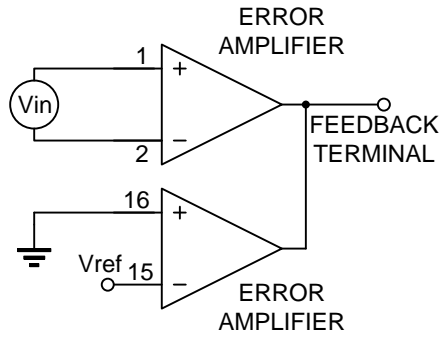 ERROR
AMPLIFIER
1
+
Vin
−
2
FEEDBACK
TERMINAL
16
+
Vref
15
−
ERROR
AMPLIFIER